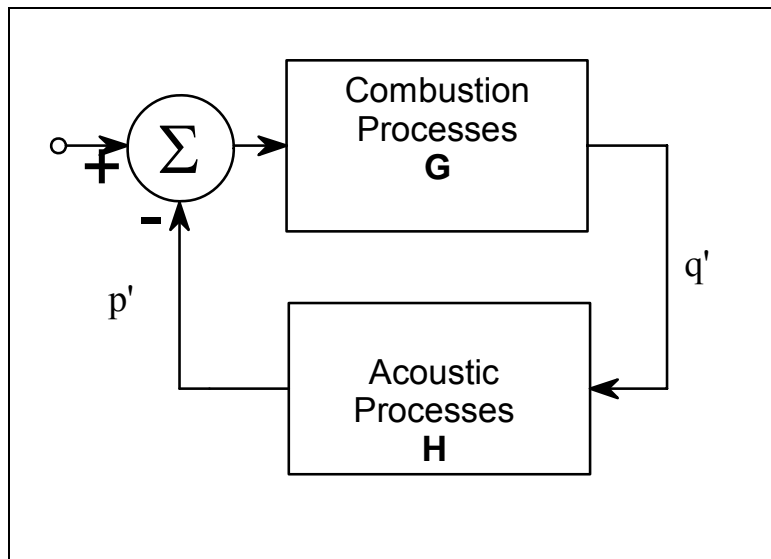 Combustion
Processes
G
+
Σ
-
p'
q'
Acoustic
Processes
H